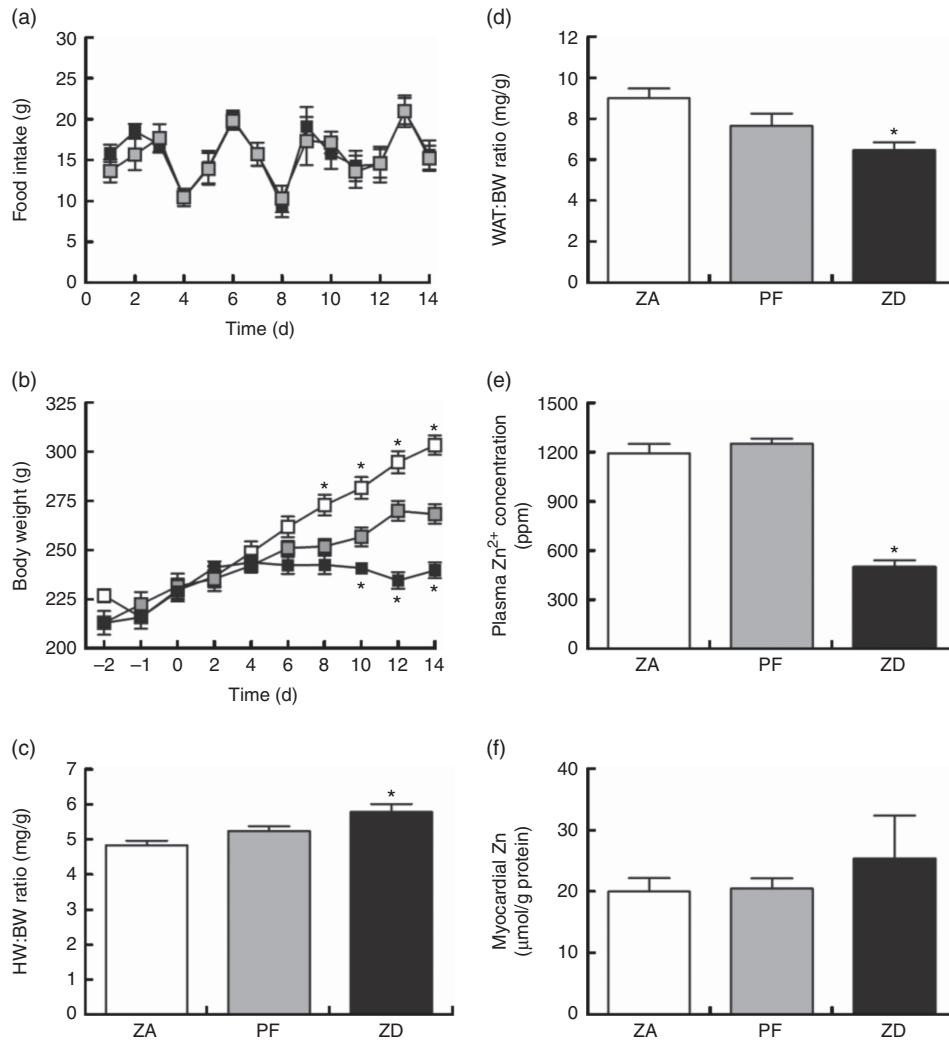 (a)
30
25
20
15
10
5
0
Food intake (g)
0 2 4 6 8 10 12 14
Time (d)
(b)
325
300
275
250
225
200
Body weight (g)
* * * *
* * *
–2 –1 0 2 4 6 8 10 12 14
Time (d)
(c)
7
6
5
4
3
2
1
0
HW:BW ratio (mg/g)
*
ZA PF ZD
(d)
12
10
8
6
4
2
0
WAT:BW ratio (mg/g)
*
ZA PF ZD
(e)
1500
1200
900
600
300
0
Plasma Zn²⁺ concentration
(ppm)
*
ZA PF ZD
(f)
40
30
20
10
0
Myocardial Zn
(μmol/g protein)
ZA PF ZD